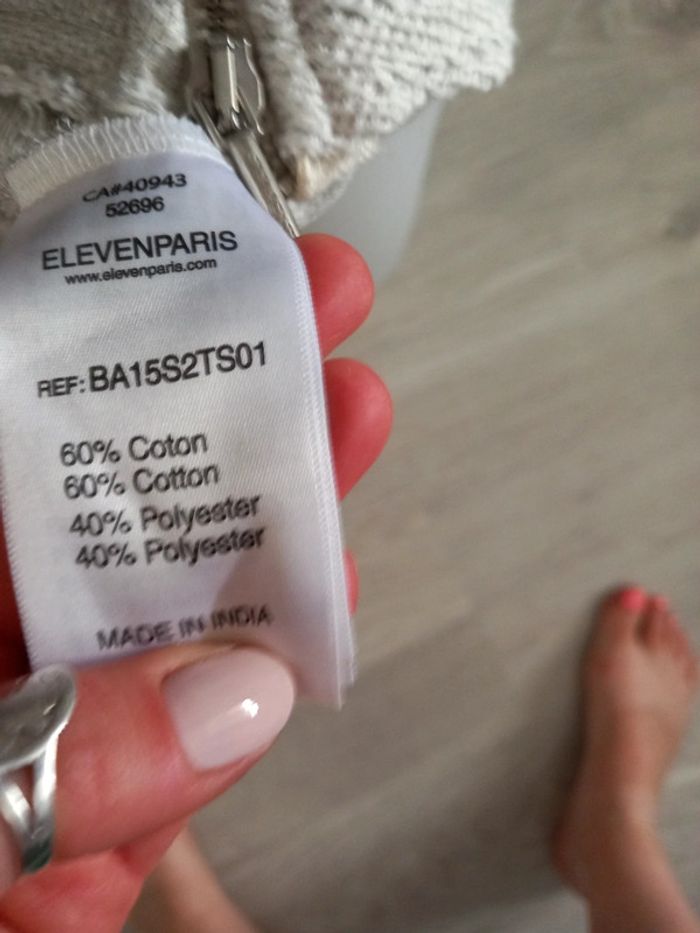 CA#40943
52696
ELEVENPARIS
www.elevenparis.com
REF: BA15S2TS01
60% Coton
60% Cotton
40% Polyester
40% Polyester
MADE IN INDIA